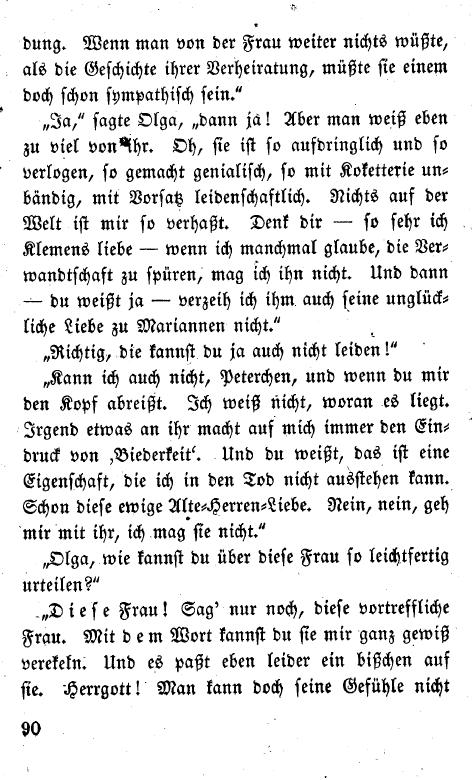 dung. Wenn man von der Frau weiter nichts wüßte,
als die Geschichte ihrer Verheiratung, müßte sie einem
doch schon sympathisch sein.“
„Ja,“ sagte Olga, „dann ja! Aber man weiß eben
zu viel von ihr. Oh, sie ist so aufdringlich und so
verlogen, so gemacht genialisch, so mit Koketterie un⸗
bändig, mit Vorsatz leidenschaftlich. Nichts auf der
Welt ist mir so verhaßt. Denk dir — so sehr ich
Klemens liebe — wenn ich manchmal glaube, die Ver⸗
wandtschaft zu spüren, mag ich ihn nicht. Und dann
— du weißt ja — verzeih ich ihm auch seine unglück⸗
liche Liebe zu Mariannen nicht.“
„Richtig, die kannst du ja auch nicht leiden!“
„Kann ich auch nicht, Peterchen, und wenn du mir
den Kopf abreißt. Ich weiß nicht, woran es liegt.
Irgend etwas an ihr macht auf mich immer den Ein⸗
druck von ‚Biederkeit‘. Und du weißt, das ist eine
Eigenschaft, die ich in den Tod nicht ausstehen kann.
Schon diese ewige Alte⸗Herren⸗Liebe. Nein, nein, geh
mir mit ihr, ich mag sie nicht.“
„Olga, wie kannst du über diese Frau so leichtfertig
urteilen?“
„Diese Frau! Sag’ nur noch, diese vortreffliche
Frau. Mit dem Wort kannst du sie mir ganz gewiß
verekeln. Und es paßt eben leider ein bißchen auf
sie. Herrgott! Man kann doch seine Gefühle nicht
90